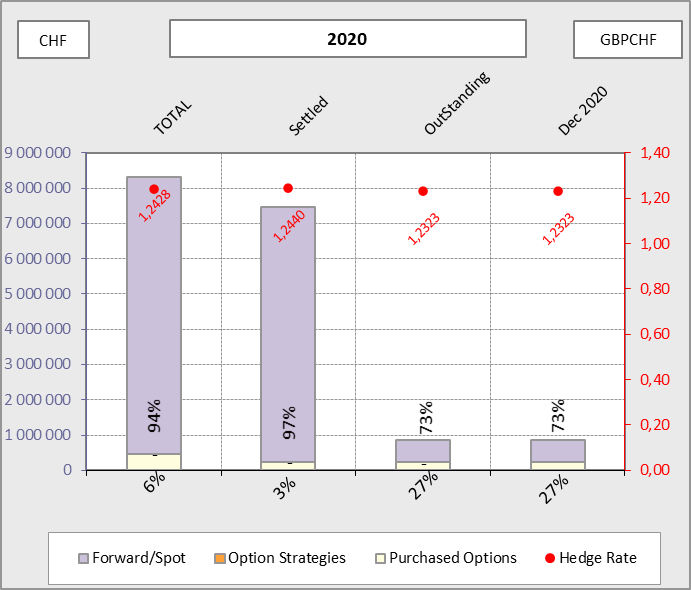 CHF
2020
GBPCHF
TOTAL
Settled
OutStanding
Dec 2020
9 000 000
8 000 000
7 000 000
6 000 000
5 000 000
4 000 000
3 000 000
2 000 000
1 000 000
0
1,2428
1,2440
1,2323
1,2323
94%
97%
73%
73%
-
-
-
6%
3%
27%
27%
1,40
1,20
1,00
0,80
0,60
0,40
0,20
0,00
Forward/Spot
Option Strategies
Purchased Options
Hedge Rate